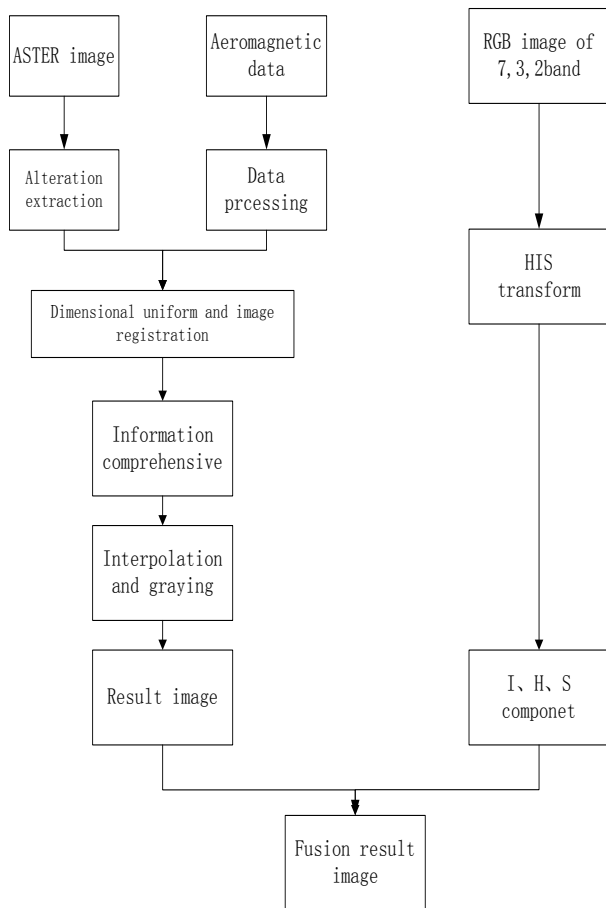 ASTER image
Aeromagnetic
data
RGB image of
7,3,2band
Alteration
extraction
Data
prcessing
HIS
transform
Dimensional uniform and image
registration
Information
comprehensive
Interpolation
and graying
Result image
I、H、S
componet
Fusion result
image